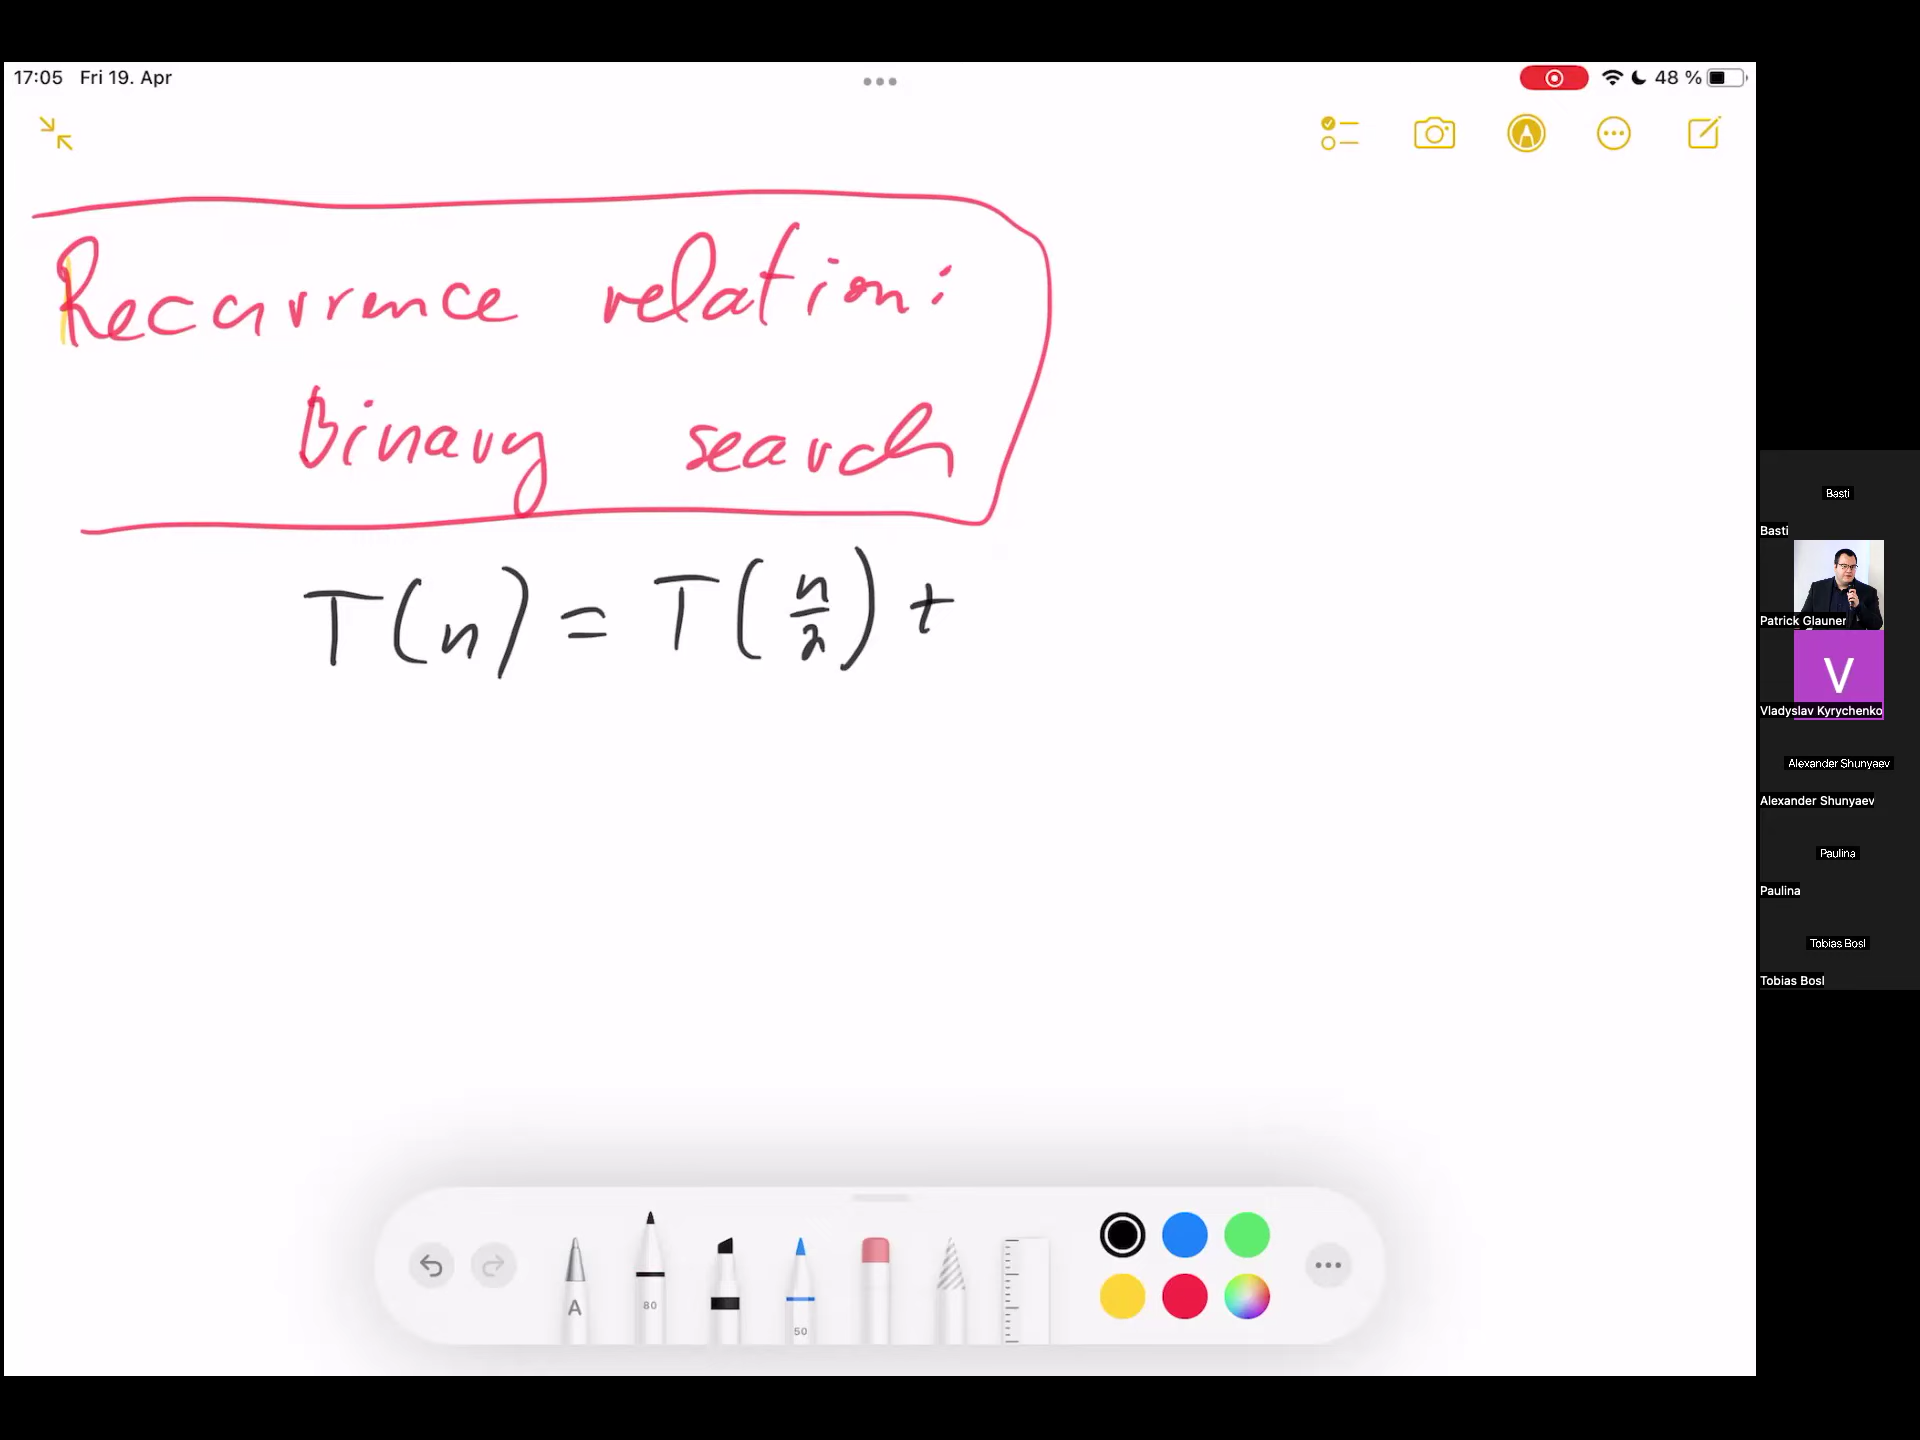 17:05 Fri 19. Apr
48 %
Recurrence relation:
Binary search
T(n) = T(n/2) +
Basti
Basti
Patrick Glauner
V
Vladyslav Kyrychenko
Alexander Shunyaev
Alexander Shunyaev
Paulina
Paulina
Tobias Bosl
Tobias Bosl
A
80
50